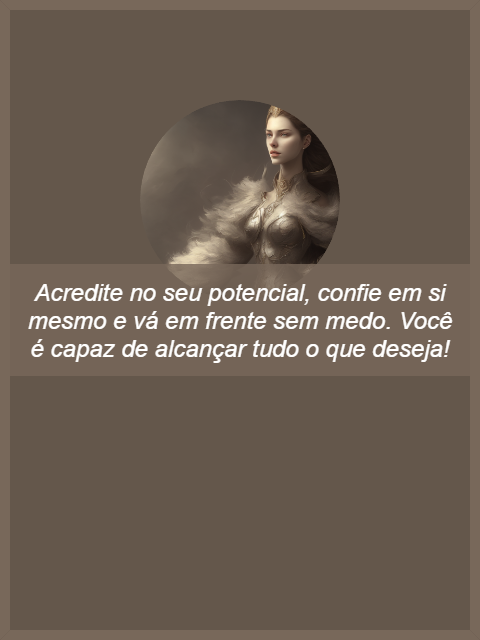 Acredite no seu potencial, confie em si
mesmo e vá em frente sem medo. Você
é capaz de alcançar tudo o que deseja!